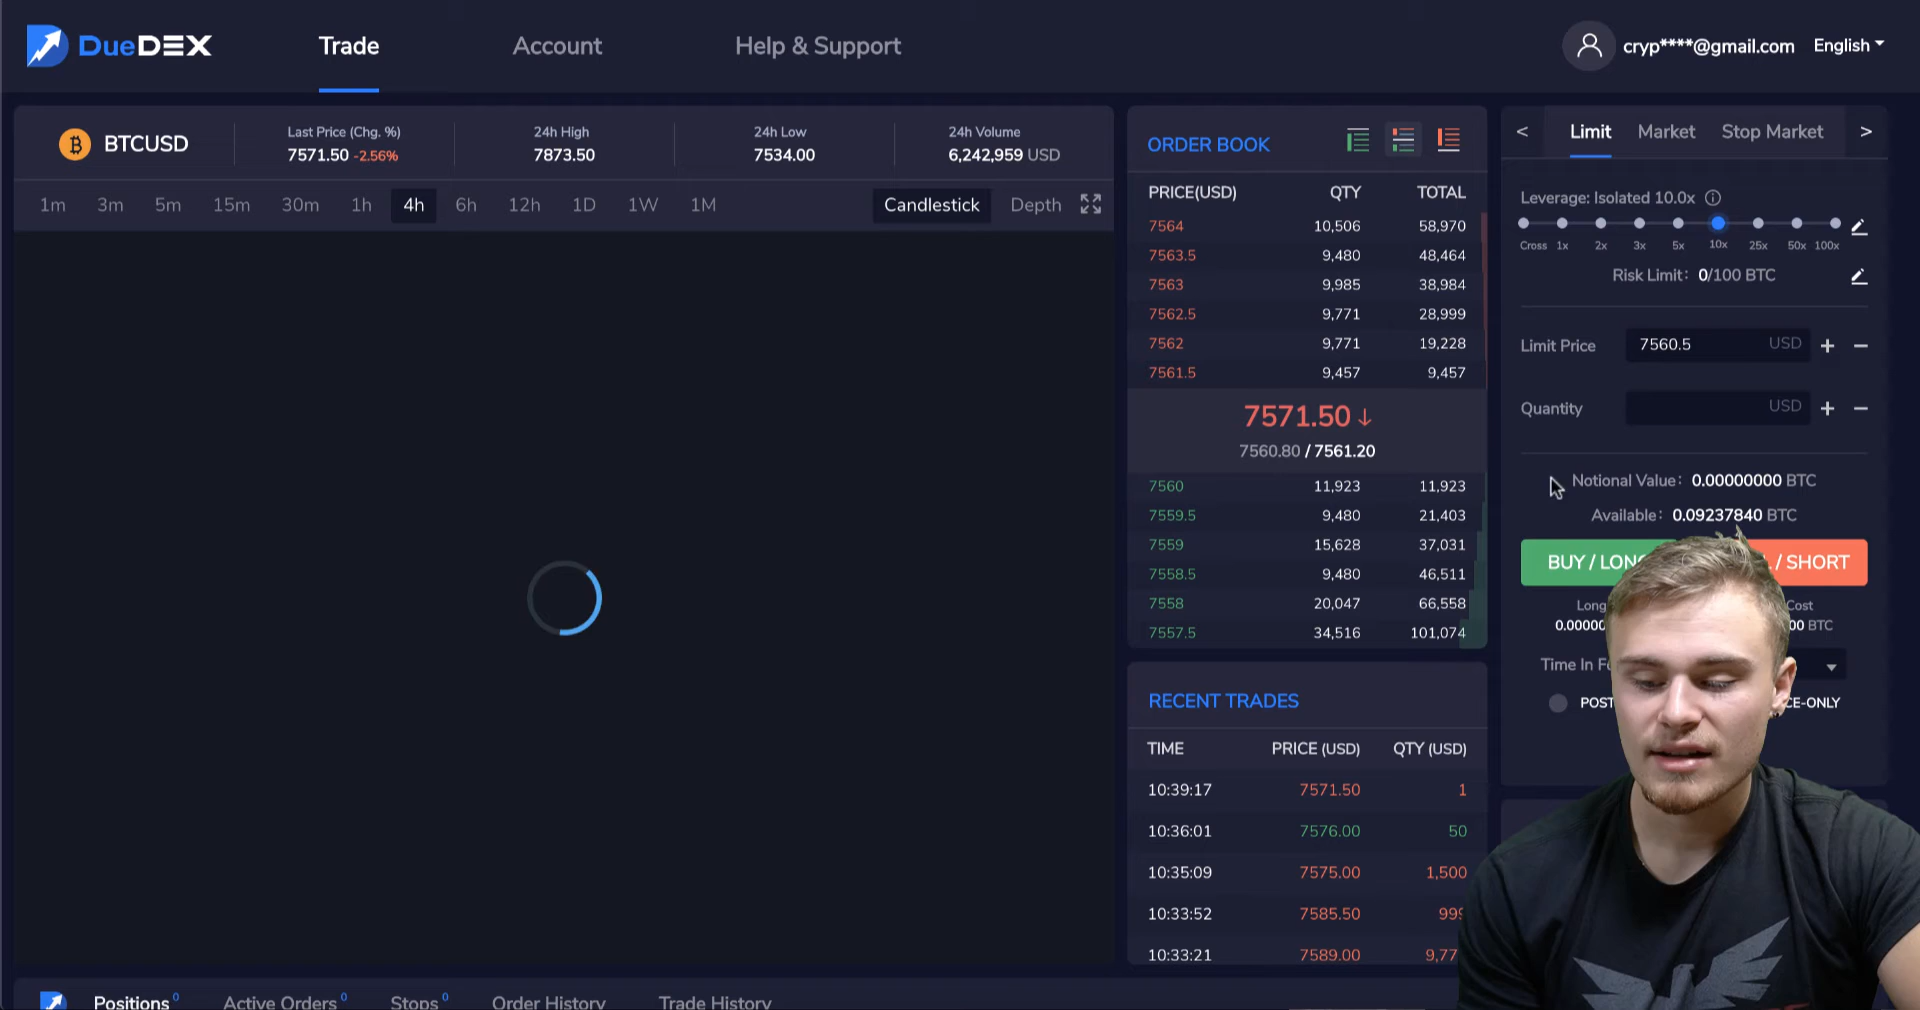 DueDEX Trade Account Help & Support cryp****@gmail.com English
BTCUSD
Last Price (Chg. %)
7571.50 -2.56%
24h High
7873.50
24h Low
7534.00
24h Volume
6,242,959 USD
1m 3m 5m 15m 30m 1h 4h 6h 12h 1D 1W 1M Candlestick Depth
ORDER BOOK
PRICE(USD) QTY TOTAL
7564 10,506 58,970
7563.5 9,480 48,464
7563 9,985 38,984
7562.5 9,771 28,999
7562 9,771 19,228
7561.5 9,457 9,457
7571.50 ↓
7560.80 / 7561.20
7560 11,923 11,923
7559.5 9,480 21,403
7559 15,628 37,031
7558.5 9,480 46,511
7558 20,047 66,558
7557.5 34,516 101,074
RECENT TRADES
TIME PRICE (USD) QTY (USD)
10:39:17 7571.50 1
10:36:01 7576.00 50
10:35:09 7575.00 1,500
10:33:52 7585.50 999
10:33:21 7589.00 9,77
< Limit Market Stop Market >
Leverage: Isolated 10.0x
Cross 1x 2x 3x 5x 10x 25x 50x 100x
Risk Limit: 0/100 BTC
Limit Price 7560.5 USD + −
Quantity USD + −
Notional Value: 0.00000000 BTC
Available: 0.09237840 BTC
BUY / LONG / SHORT
Long Cost
0.0000 00 BTC
Time In
POST CE-ONLY
Positions 0 Active Orders 0 Stops 0 Order History Trade History